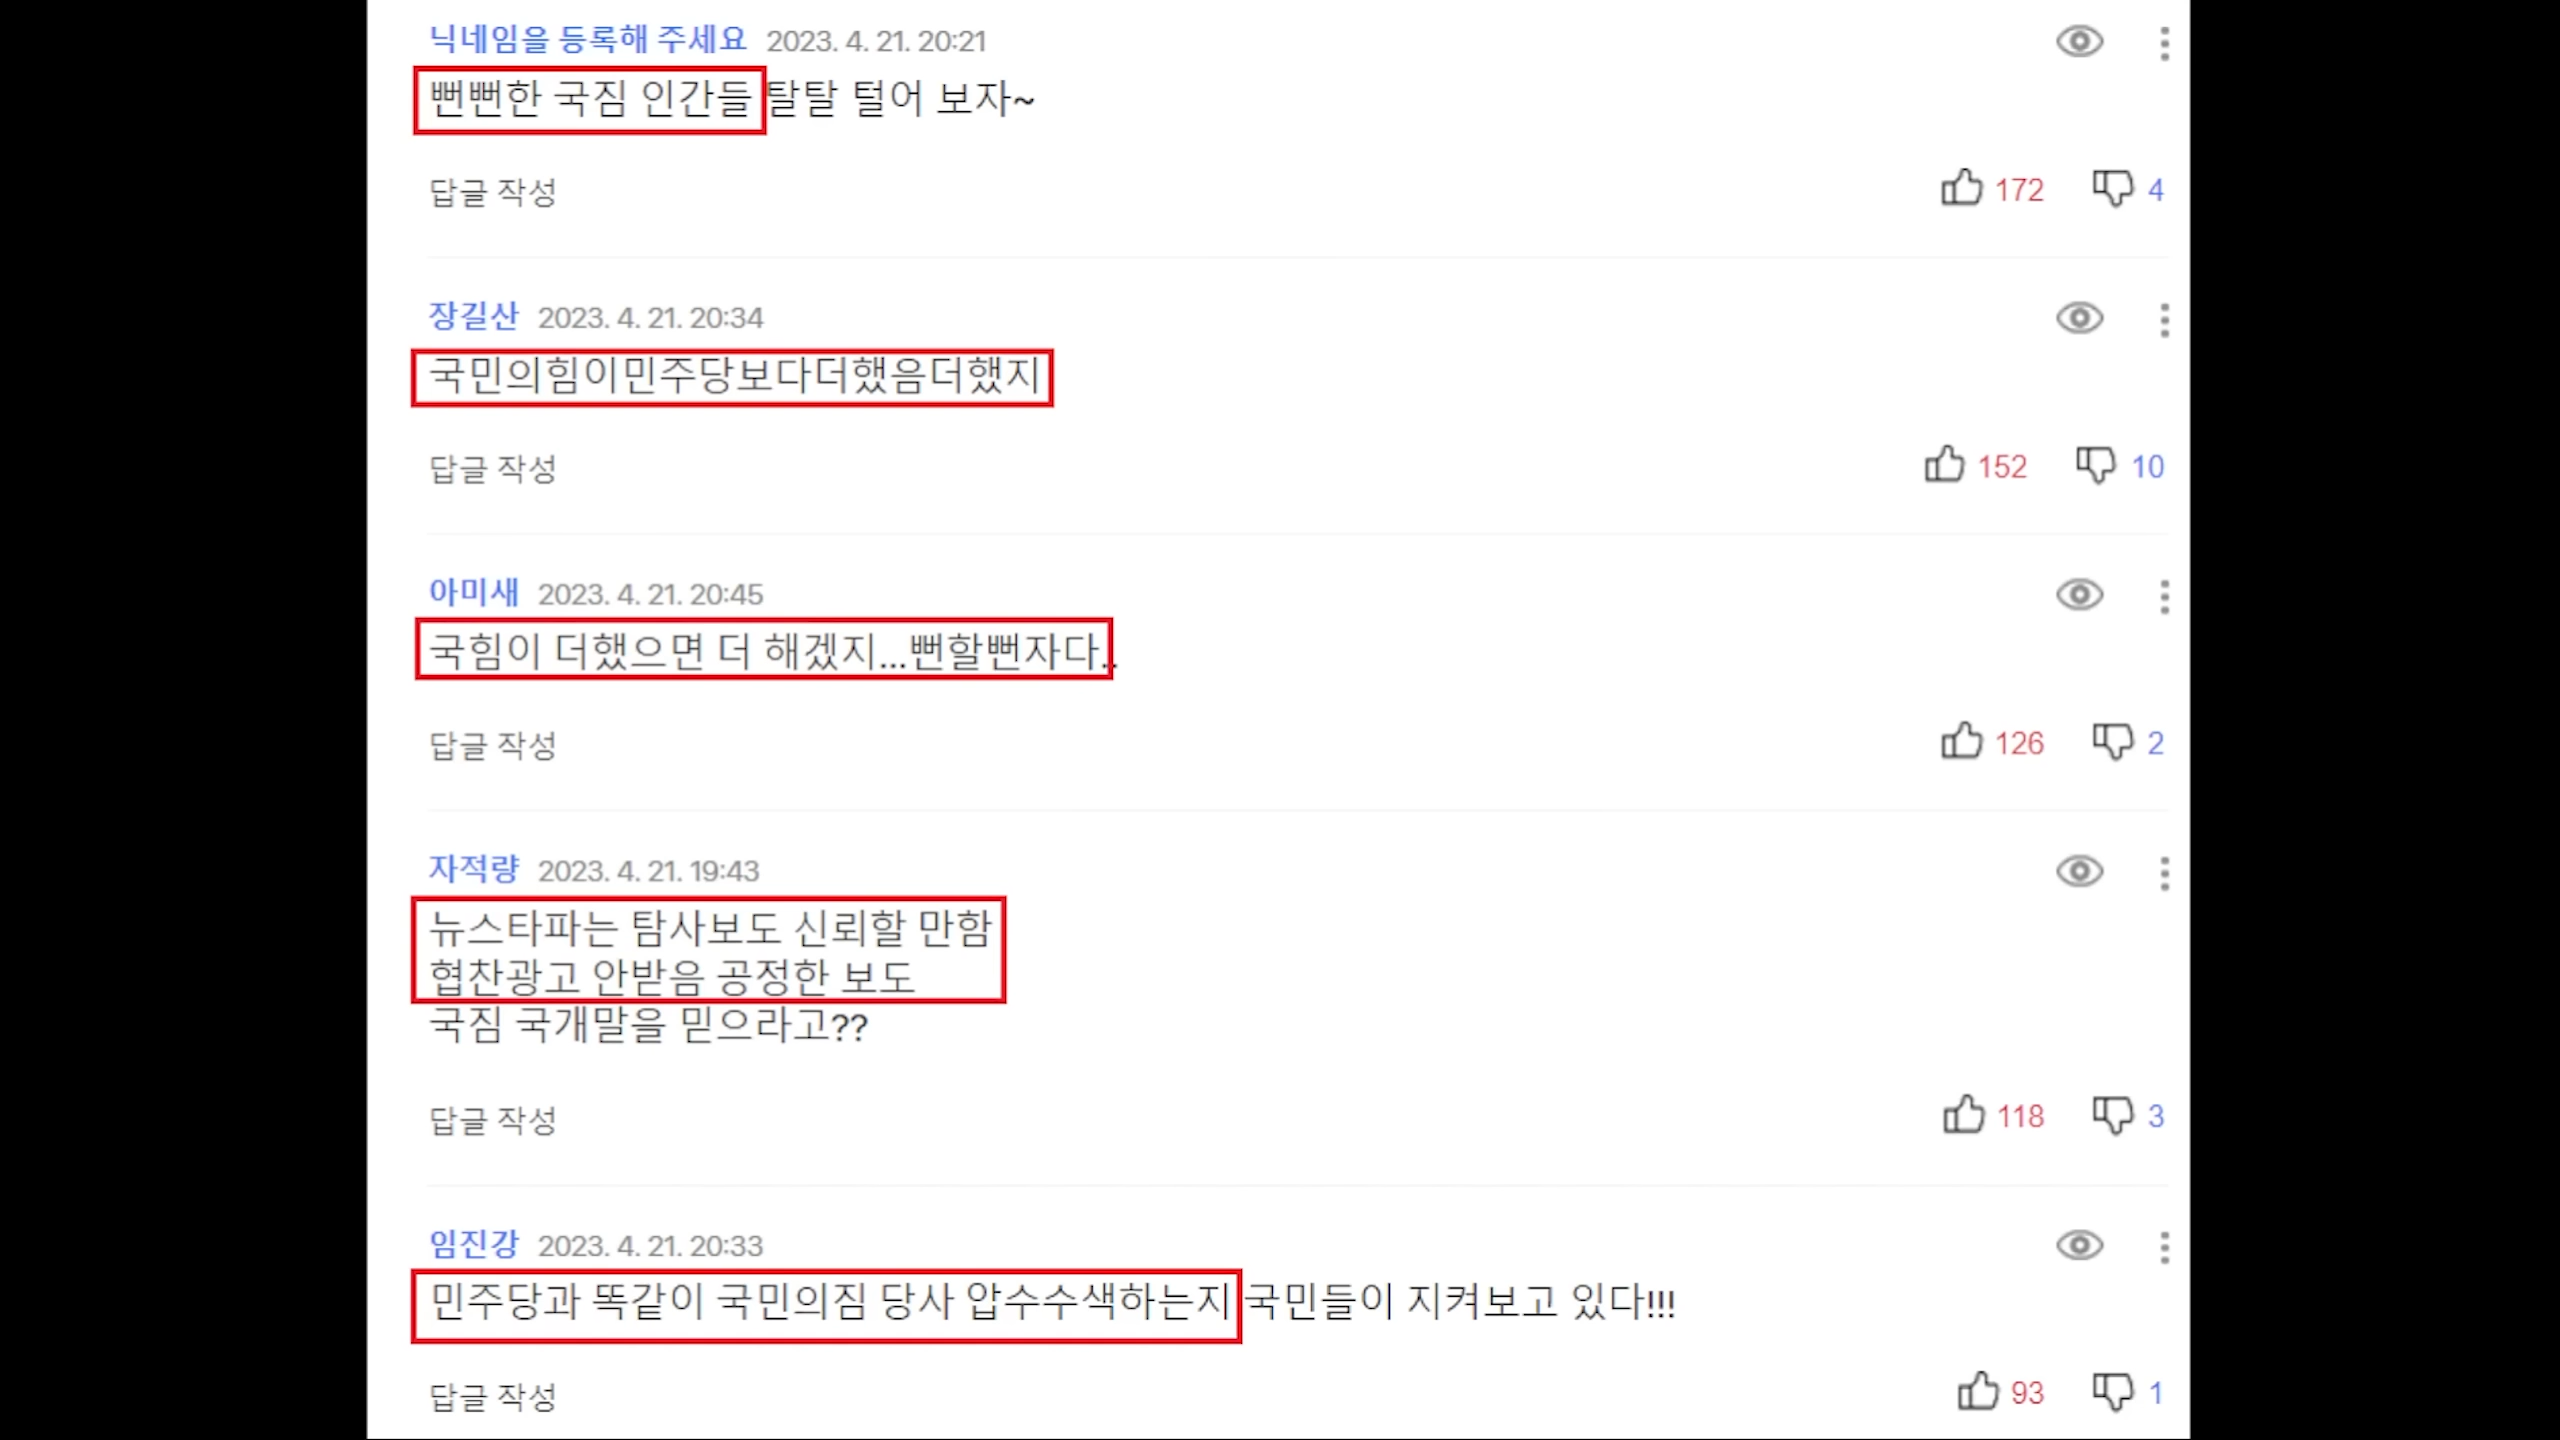 닉네임을 등록해 주세요 2023. 4. 21. 20:21
뻔뻔한 국짐 인간들 탈탈 털어 보자~
답글 작성 172 4
장길산 2023. 4. 21. 20:34
국민의힘이민주당보다더했음더했지
답글 작성 152 10
아미새 2023. 4. 21. 20:45
국힘이 더했으면 더 해겠지...뻔할뻔자다..
답글 작성 126 2
자적량 2023. 4. 21. 19:43
뉴스타파는 탐사보도 신뢰할 만함
협찬광고 안받음 공정한 보도
국짐 국개말을 믿으라고??
답글 작성 118 3
임진강 2023. 4. 21. 20:33
민주당과 똑같이 국민의짐 당사 압수수색하는지 국민들이 지켜보고 있다!!!
답글 작성 93 1